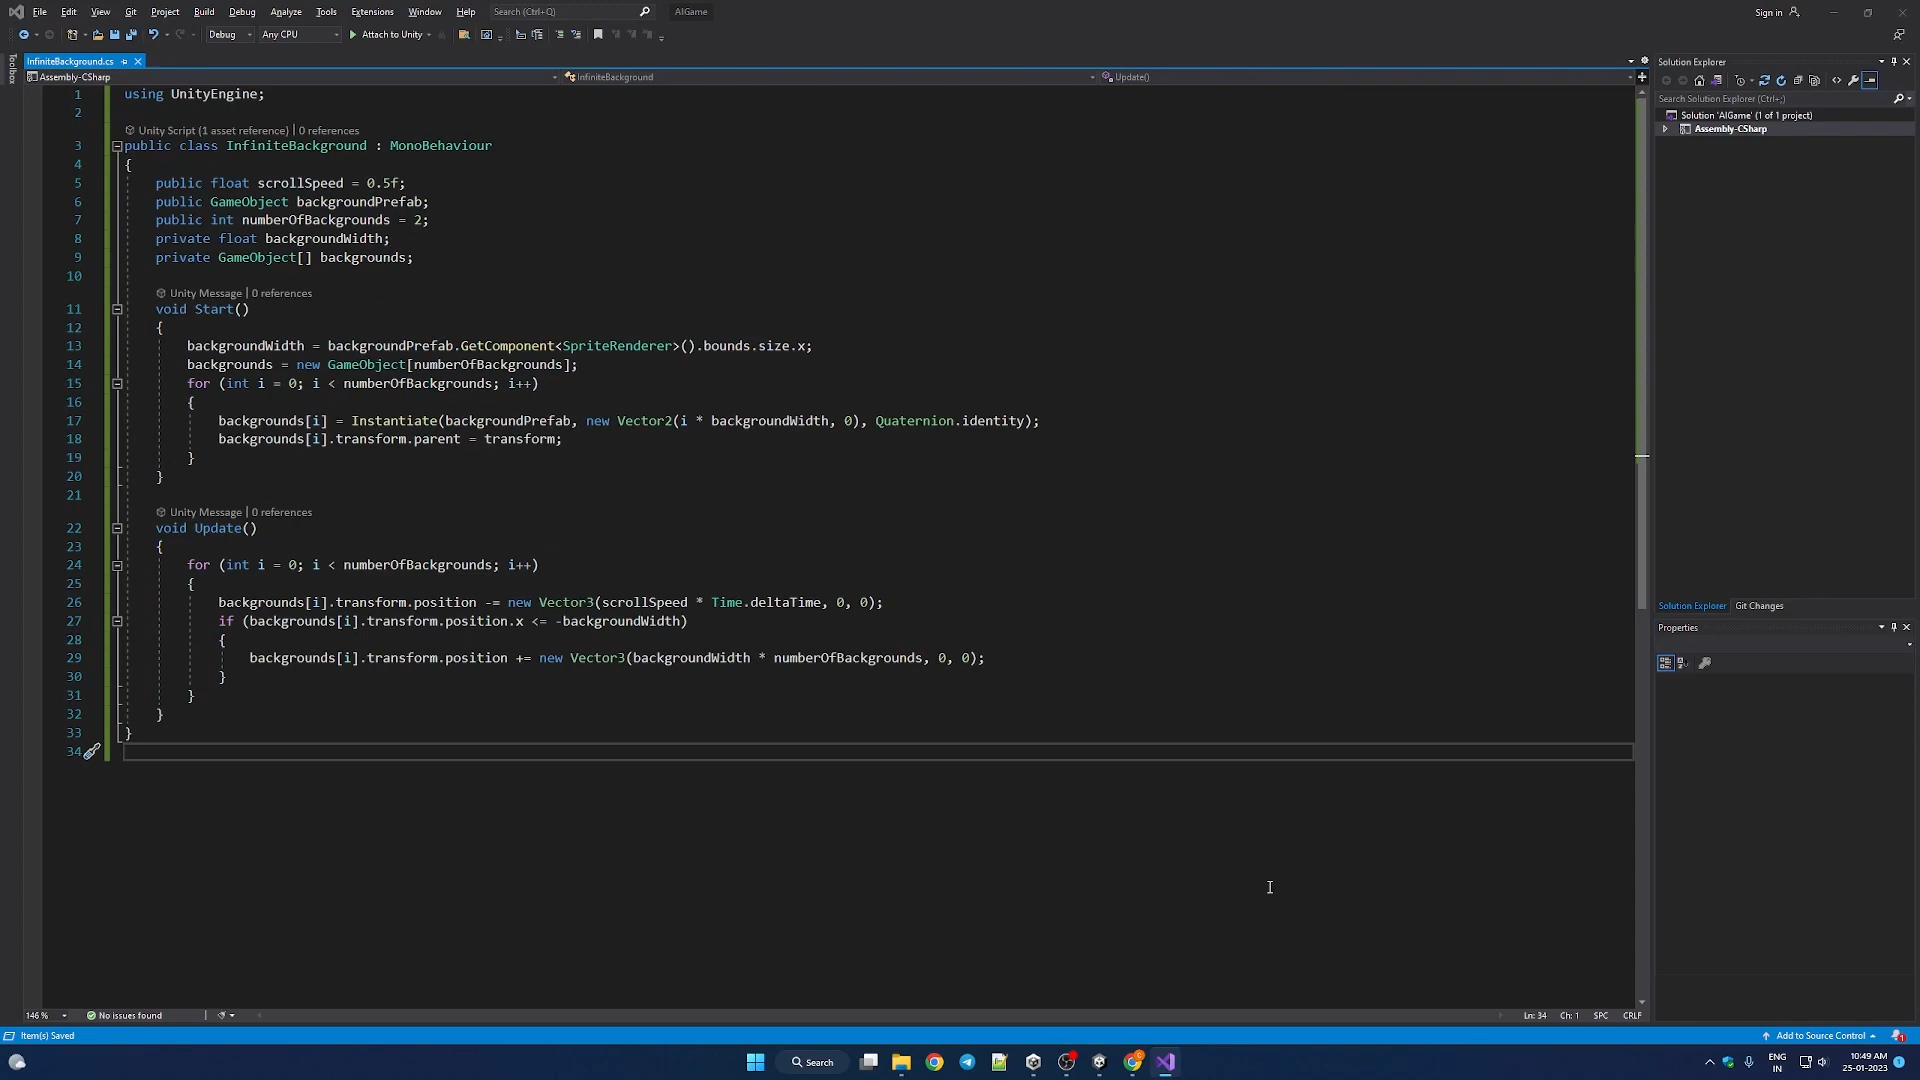 File Edit View Git Project Build Debug Analyze Tools Extensions Window Help Search (Ctrl+Q) AIGame Sign in
Debug Any CPU Attach to Unity
Toolbox
InfiniteBackground.cs
Assembly-CSharp InfiniteBackground Update()
1 using UnityEngine;
2
Unity Script (1 asset reference) | 0 references
3 public class InfiniteBackground : MonoBehaviour
4 {
5 public float scrollSpeed = 0.5f;
6 public GameObject backgroundPrefab;
7 public int numberOfBackgrounds = 2;
8 private float backgroundWidth;
9 private GameObject[] backgrounds;
10
Unity Message | 0 references
11 void Start()
12 {
13 backgroundWidth = backgroundPrefab.GetComponent<SpriteRenderer>().bounds.size.x;
14 backgrounds = new GameObject[numberOfBackgrounds];
15 for (int i = 0; i < numberOfBackgrounds; i++)
16 {
17 backgrounds[i] = Instantiate(backgroundPrefab, new Vector2(i * backgroundWidth, 0), Quaternion.identity);
18 backgrounds[i].transform.parent = transform;
19 }
20 }
21
Unity Message | 0 references
22 void Update()
23 {
24 for (int i = 0; i < numberOfBackgrounds; i++)
25 {
26 backgrounds[i].transform.position -= new Vector3(scrollSpeed * Time.deltaTime, 0, 0);
27 if (backgrounds[i].transform.position.x <= -backgroundWidth)
28 {
29 backgrounds[i].transform.position += new Vector3(backgroundWidth * numberOfBackgrounds, 0, 0);
30 }
31 }
32 }
33 }
34
146 % No issues found Ln: 34 Ch: 1 SPC CRLF
Solution Explorer
Search Solution Explorer (Ctrl+;)
Solution 'AIGame' (1 of 1 project)
Assembly-CSharp
Solution Explorer Git Changes
Properties
Item(s) Saved Add to Source Control 1
Search
ENG
IN
10:49 AM
25-01-2023
1